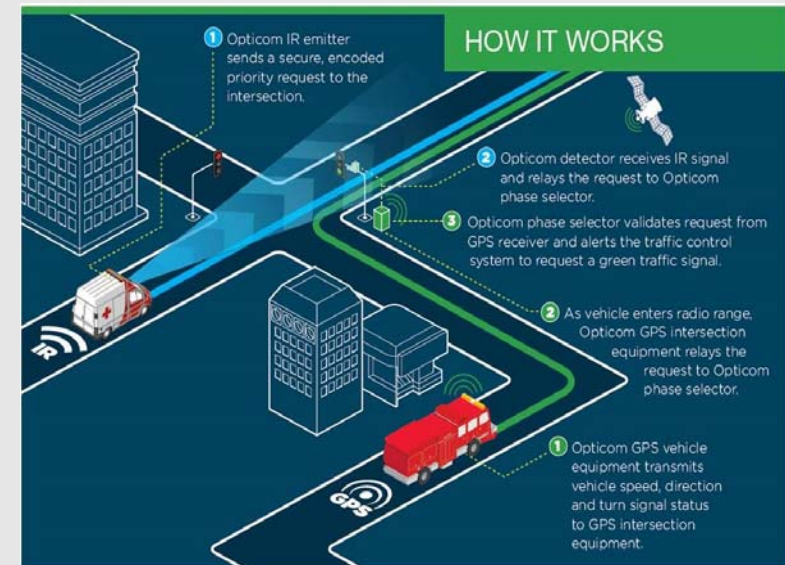 HOW IT WORKS
1 Opticom IR emitter
sends a secure, encoded
priority request to the
intersection.
2 Opticom detector receives IR signal
and relays the request to Opticom
phase selector.
3 Opticom phase selector validates request from
GPS receiver and alerts the traffic control
system to request a green traffic signal.
2 As vehicle enters radio range,
Opticom GPS intersection
equipment relays the
request to Opticom
phase selector.
IR
GPS
1 Opticom GPS vehicle
equipment transmits
vehicle speed, direction
and turn signal status
to GPS intersection
equipment.